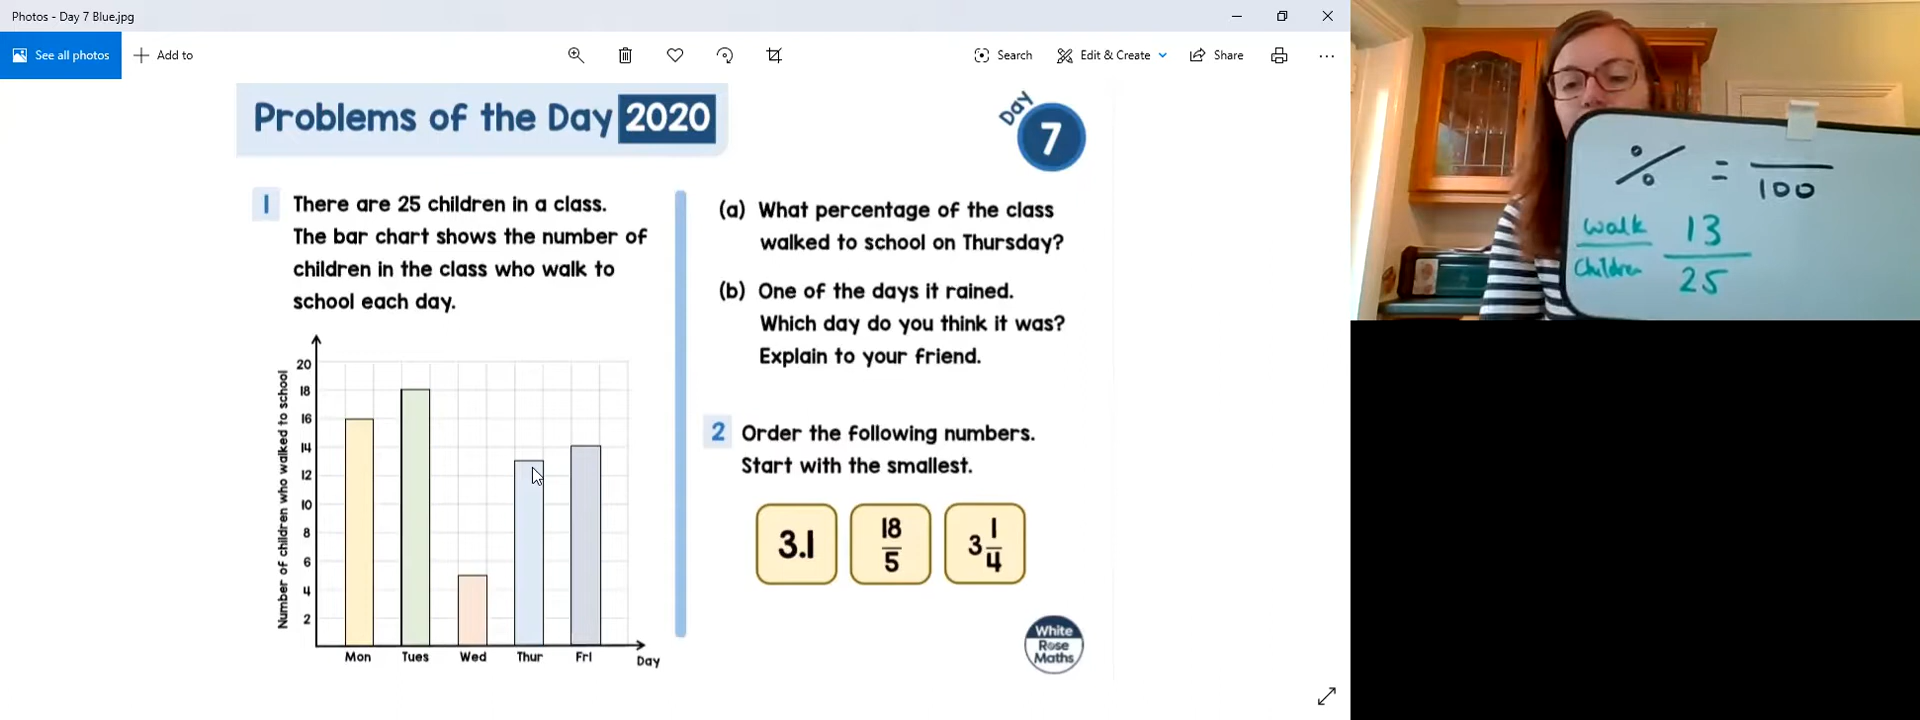 Photos - Day 7 Blue.jpg
See all photos
Add to
Search
Edit & Create
Share
Problems of the Day 2020
Day
7
1
There are 25 children in a class.
The bar chart shows the number of
children in the class who walk to
school each day.
Number of children who walked to school
20
18
16
14
12
10
8
6
4
2
Mon Tues Wed Thur Fri
Day
(a) What percentage of the class
walked to school on Thursday?
(b) One of the days it rained.
Which day do you think it was?
Explain to your friend.
2 Order the following numbers.
Start with the smallest.
3.1 18/5 3 1/4
White
Rose
Maths
% = /100
walk 13
Children 25